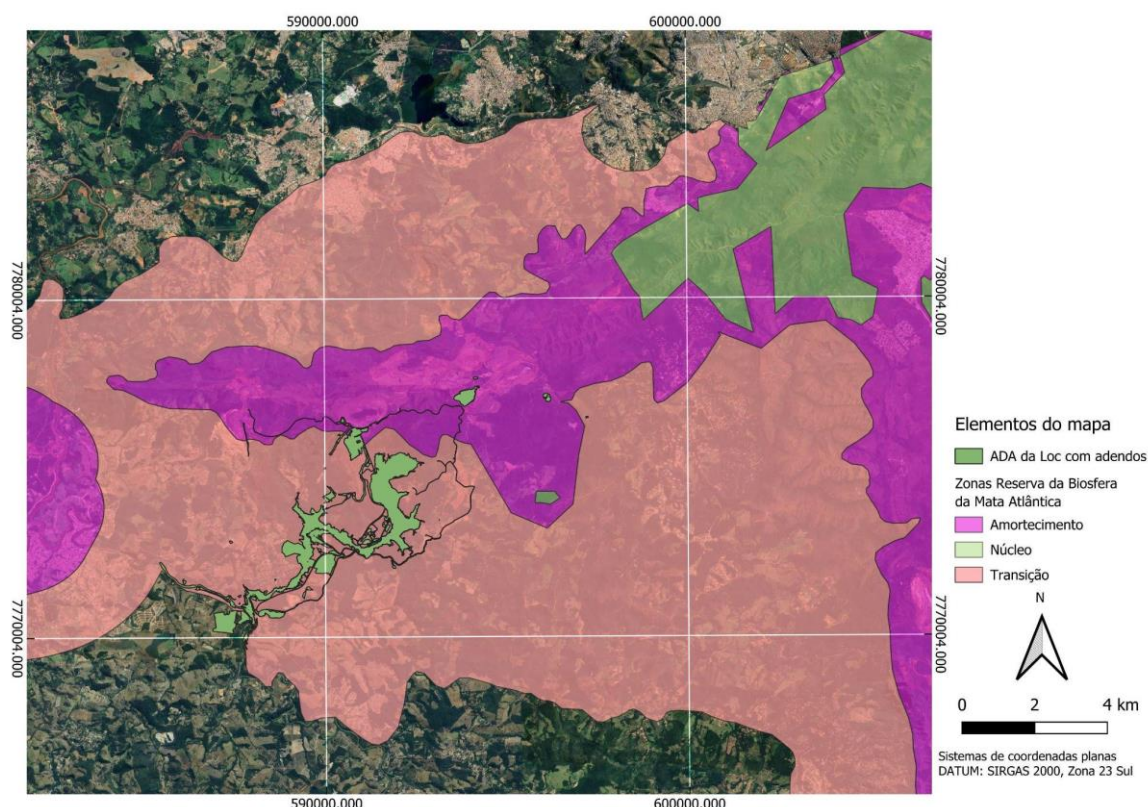 590000.000
600000.000
7780004.000
7780004.000
7770004.000
7770004.000
590000.000
600000.000
Elementos do mapa
ADA da Loc com adendos
Zonas Reserva da Biosfera
da Mata Atlântica
Amortecimento
Núcleo
Transição
N
0 2 4 km
Sistemas de coordenadas planas
DATUM: SIRGAS 2000, Zona 23 Sul